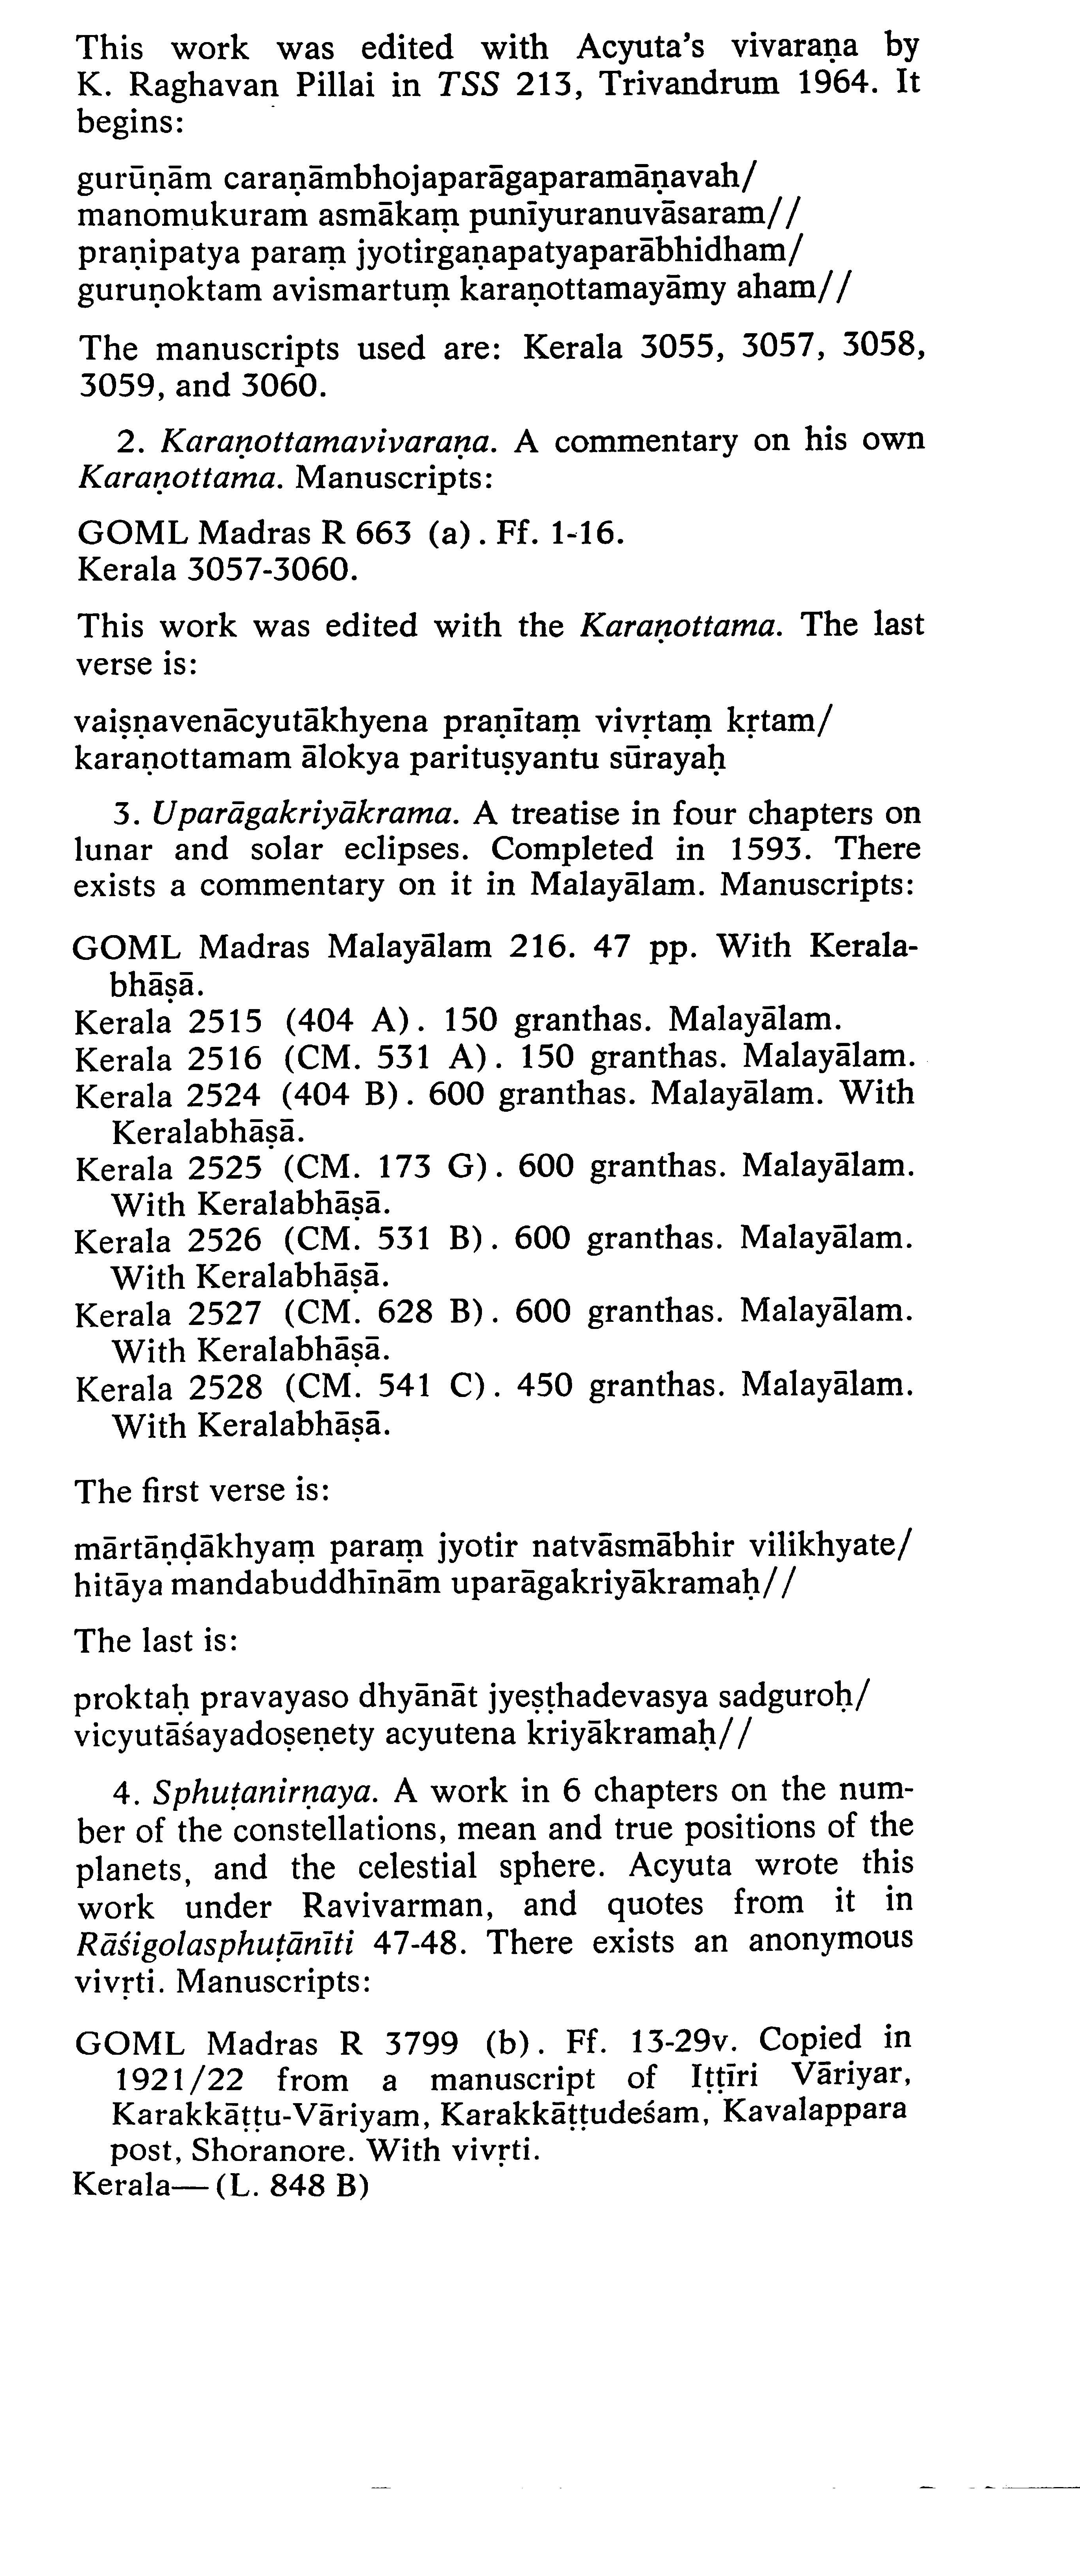 This work was edited with Acyuta's vivaraṇa by
K. Raghavan Pillai in TSS 213, Trivandrum 1964. It
begins:
gurūṇām caraṇāmbhojaparāgaparamāṇavah/
manomukuram asmākaṃ punīyuranuvāsaram//
praṇipatya paraṃ jyotirgaṇapatyaparābhidham/
guruṇoktam avismartuṃ karaṇottamayāmy aham//
The manuscripts used are: Kerala 3055, 3057, 3058,
3059, and 3060.
2. Karaṇottamavivaraṇa. A commentary on his own
Karaṇottama. Manuscripts:
GOML Madras R 663 (a). Ff. 1-16.
Kerala 3057-3060.
This work was edited with the Karaṇottama. The last
verse is:
vaiṣṇavenācyutākhyena praṇītaṃ vivṛtaṃ kṛtam/
karaṇottamam ālokya parituṣyantu sūrayaḥ
3. Uparāgakriyākrama. A treatise in four chapters on
lunar and solar eclipses. Completed in 1593. There
exists a commentary on it in Malayālam. Manuscripts:
GOML Madras Malayālam 216. 47 pp. With Kerala-
bhāṣā.
Kerala 2515 (404 A). 150 granthas. Malayālam.
Kerala 2516 (CM. 531 A). 150 granthas. Malayālam.
Kerala 2524 (404 B). 600 granthas. Malayālam. With
Keralabhāṣā.
Kerala 2525 (CM. 173 G). 600 granthas. Malayālam.
With Keralabhāṣā.
Kerala 2526 (CM. 531 B). 600 granthas. Malayālam.
With Keralabhāṣā.
Kerala 2527 (CM. 628 B). 600 granthas. Malayālam.
With Keralabhāṣā.
Kerala 2528 (CM. 541 C). 450 granthas. Malayālam.
With Keralabhāṣā.
The first verse is:
mārtāṇḍākhyaṃ paraṃ jyotir natvāsmābhir vilikhyate/
hitāya mandabuddhīnām uparāgakriyākramaḥ//
The last is:
proktaḥ pravayaso dhyānāt jyeṣṭhadevasya sadguroḥ/
vicyutāśayadoṣeṇety acyutena kriyākramaḥ//
4. Sphuṭanirṇaya. A work in 6 chapters on the num-
ber of the constellations, mean and true positions of the
planets, and the celestial sphere. Acyuta wrote this
work under Ravivarman, and quotes from it in
Rāśigolasphuṭānīti 47-48. There exists an anonymous
vivṛti. Manuscripts:
GOML Madras R 3799 (b). Ff. 13-29v. Copied in
1921/22 from a manuscript of Iṭṭīri Vāriyar,
Karakkāṭṭu-Vāriyam, Karakkāṭṭudeśam, Kavalappara
post, Shoranore. With vivṛti.
Kerala—(L. 848 B)